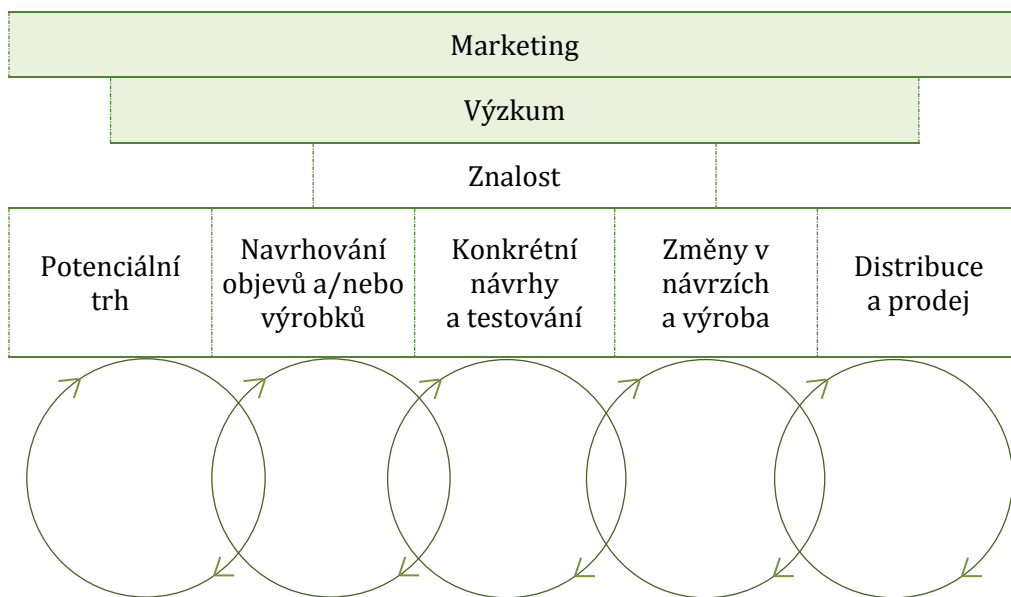 Marketing
Výzkum
Znalost
Potenciální
trh
Navrhování
objevů a/nebo
výrobků
Konkrétní
návrhy
a testování
Změny v
návrzích
a výroba
Distribuce
a prodej